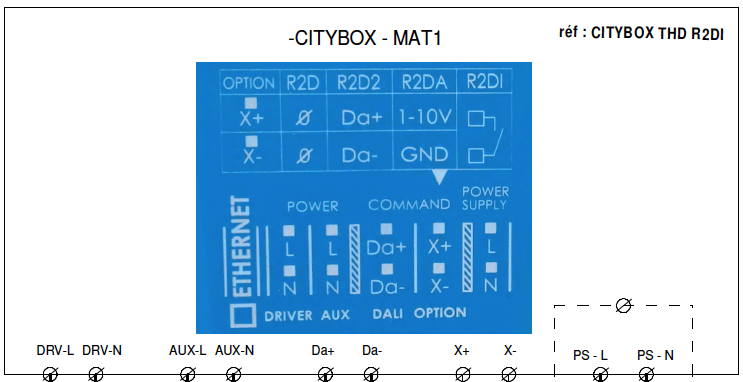 -CITYBOX - MAT1
réf : CITYBOX THD R2DI
OPTION R2D R2D2 R2DA R2DI
X+ Ø Da+ 1-10V
X- Ø Da- GND
ETHERNET
POWER COMMAND POWER SUPPLY
L L Da+ X+ L
N N Da- X- N
DRIVER AUX DALI OPTION
DRV-L DRV-N AUX-L AUX-N Da+ Da- X+ X- PS - L PS - N